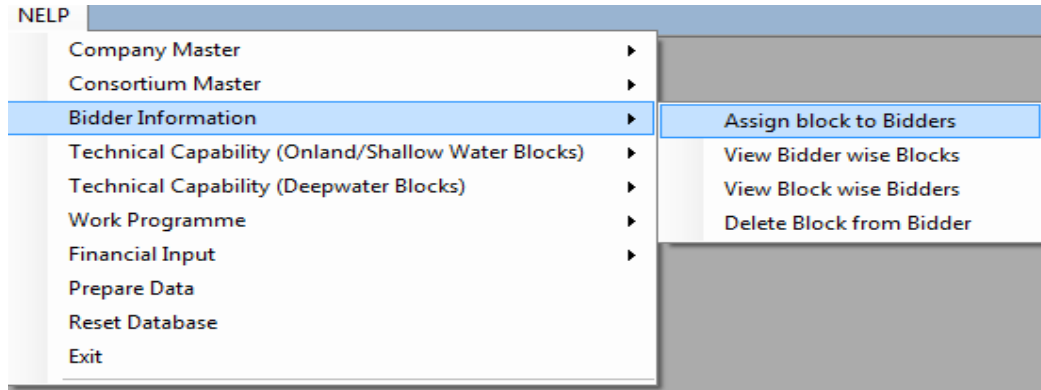 NELP
Company Master
Consortium Master
Bidder Information
Technical Capability (Onland/Shallow Water Blocks)
Technical Capability (Deepwater Blocks)
Work Programme
Financial Input
Prepare Data
Reset Database
Exit
Assign block to Bidders
View Bidder wise Blocks
View Block wise Bidders
Delete Block from Bidder